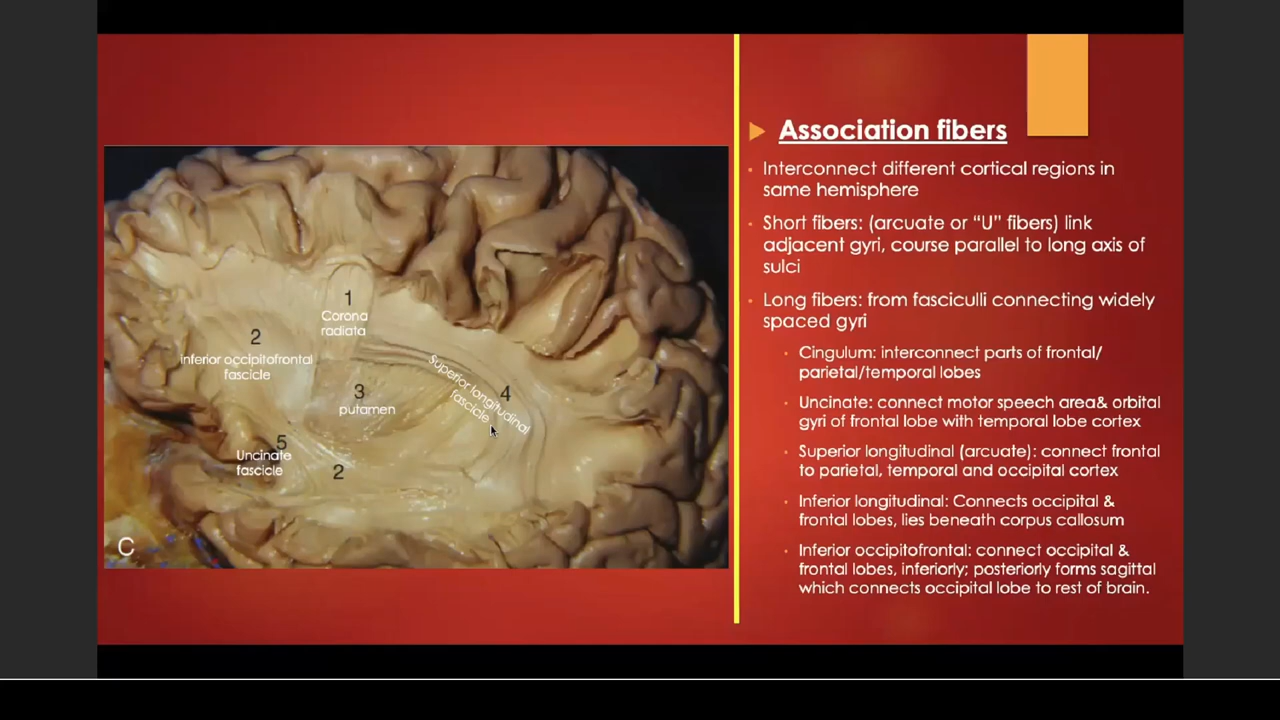 Association fibers
Interconnect different cortical regions in
same hemisphere
Short fibers: (arcuate or “U” fibers) link
adjacent gyri, course parallel to long axis of
sulci
Long fibers: from fasciculli connecting widely
spaced gyri
Cingulum: interconnect parts of frontal/
parietal/temporal lobes
Uncinate: connect motor speech area& orbital
gyri of frontal lobe with temporal lobe cortex
Superior longitudinal (arcuate): connect frontal
to parietal, temporal and occipital cortex
Inferior longitudinal: Connects occipital &
frontal lobes, lies beneath corpus callosum
Inferior occipitofrontal: connect occipital &
frontal lobes, inferiorly; posteriorly forms sagittal
which connects occipital lobe to rest of brain.
1
Corona
radiata
2
inferior occipitofrontal
fascicle
3
putamen
4
Superior longitudinal
fascicle
5
Uncinate
fascicle
2
C